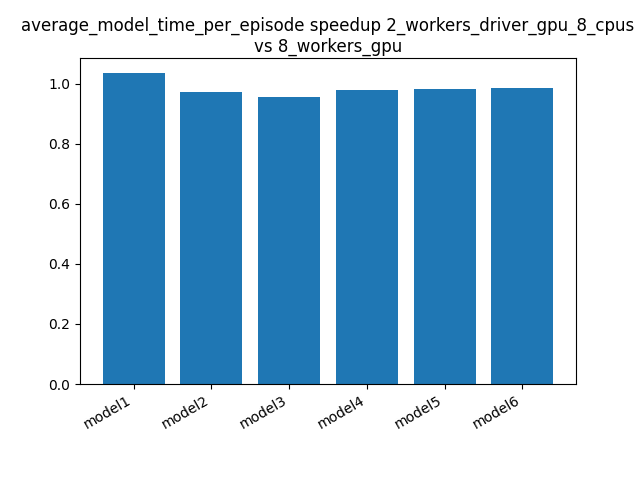 average_model_time_per_episode speedup 2_workers_driver_gpu_8_cpus
vs 8_workers_gpu
1.0
0.8
0.6
0.4
0.2
0.0
model1
model2
model3
model4
model5
model6